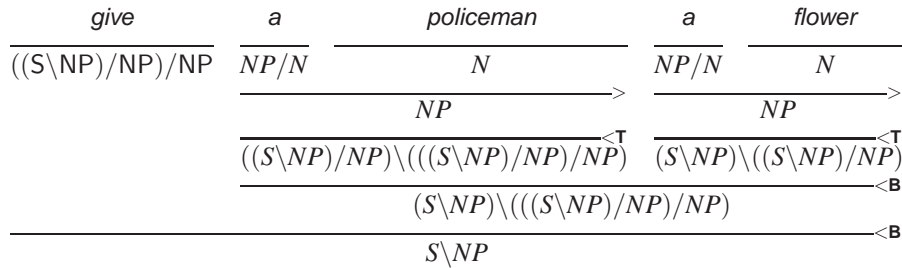 give a policeman a flower
((S\NP)/NP)/NP NP/N N NP/N N
> >
NP NP
<T <T
((S\NP)/NP)\(((S\NP)/NP)/NP) (S\NP)\((S\NP)/NP)
<B
(S\NP)\(((S\NP)/NP)/NP)
<B
S\NP